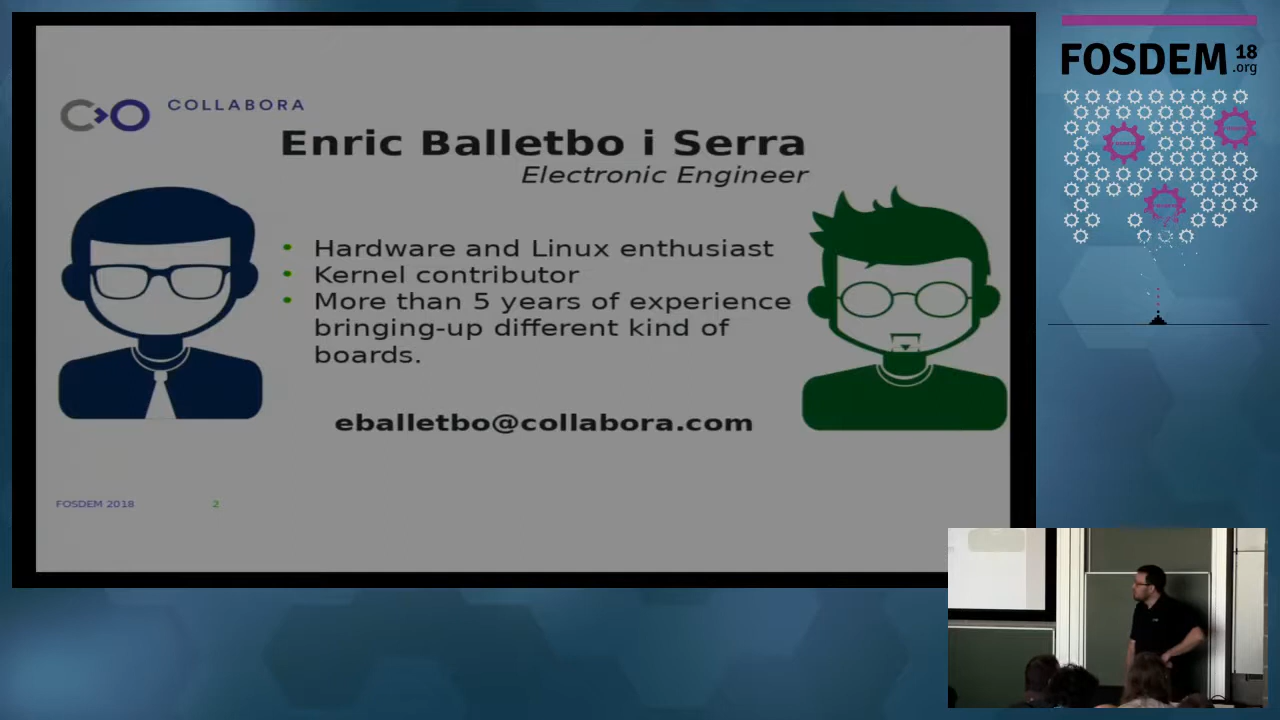 COLLABORA
Enric Balletbo i Serra
Electronic Engineer
• Hardware and Linux enthusiast
• Kernel contributor
• More than 5 years of experience
bringing-up different kind of
boards.
eballetbo@collabora.com
FOSDEM 2018 2
FOSDEM 18
.org